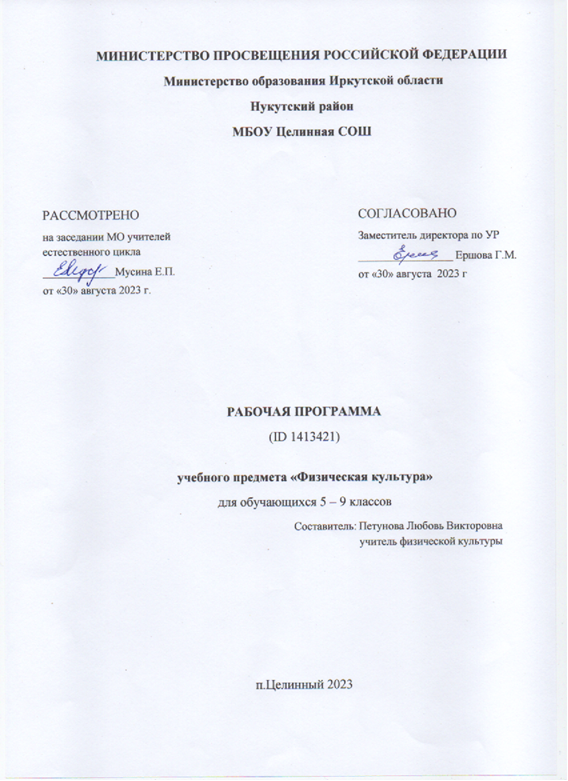 МИНИСТЕРСТВО ПРОСВЕЩЕНИЯ РОССИЙСКОЙ ФЕДЕРАЦИИ
Министерство образования Иркутской области
Нукутский район
МБОУ Целинная СОШ
РАССМОТРЕНО
на заседании МО учителей
естественного цикла
____________Мусина Е.П.
от «30» августа 2023 г.
СОГЛАСОВАНО
Заместитель директора по УР
________________ Ершова Г.М.
от «30» августа 2023 г
РАБОЧАЯ ПРОГРАММА
(ID 1413421)
учебного предмета «Физическая культура»
для обучающихся 5 – 9 классов
Составитель: Петунова Любовь Викторовна
учитель физической культуры
п.Целинный 2023